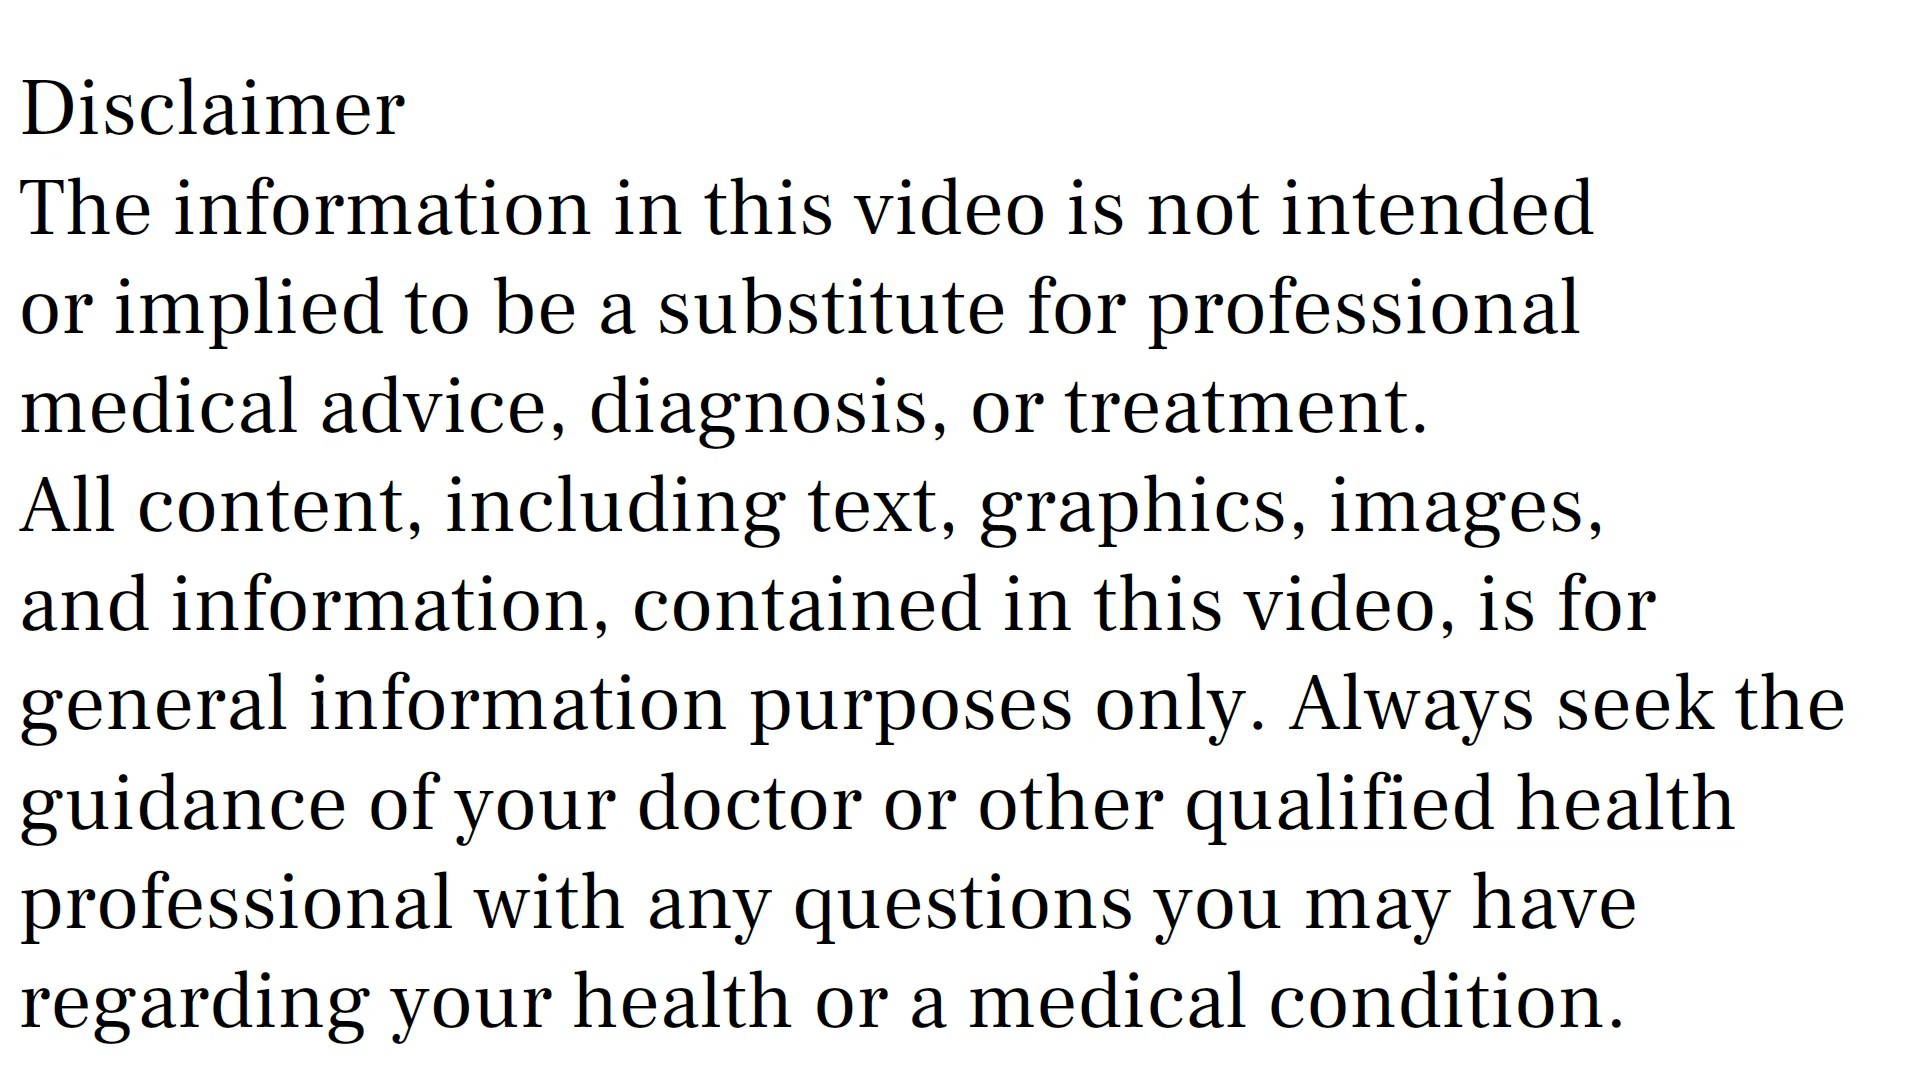 Disclaimer
The information in this video is not intended
or implied to be a substitute for professional
medical advice, diagnosis, or treatment.
All content, including text, graphics, images,
and information, contained in this video, is for
general information purposes only. Always seek the
guidance of your doctor or other qualified health
professional with any questions you may have
regarding your health or a medical condition.